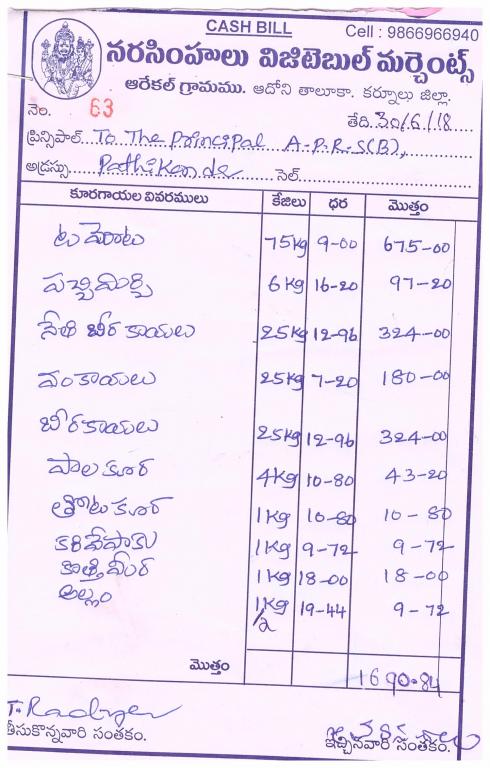 CASH BILL
Cell : 9866966940
నరసింహులు విజిటెబుల్ మర్చెంట్స్
ఆరేకల్ గ్రామము. ఆదోని తాలూకా. కర్నూలు జిల్లా.
నెం. 63 తేది. 30/6/18
ప్రిన్సిపాల్ To The Principal A.P.R.S(B),
అడ్రస్సు Pathikonda సెల్.
కూరగాయల వివరములు కేజీలు ధర మొత్తం
టమోటు 75kg 9-00 675-00
పచ్చిమిర్చి 6kg 16-20 97-20
నేతి బీర కాయలు 25kg 12-96 324-00
వంకాయలు 25kg 7-20 180-00
బీరకాయలు 25kg 12-96 324-00
పాలకూర 4kg 10-80 43-20
తోటకూర 1kg 10-80 10-80
కరివేపాకు 1kg 9-72 9-72
కొత్తిమీర 1kg 18-00 18-00
అల్లం 1/2kg 19-44 9-72
మొత్తం 1690-84
తీసుకొన్నవారి సంతకం. ఇచ్చినవారి సంతకం.